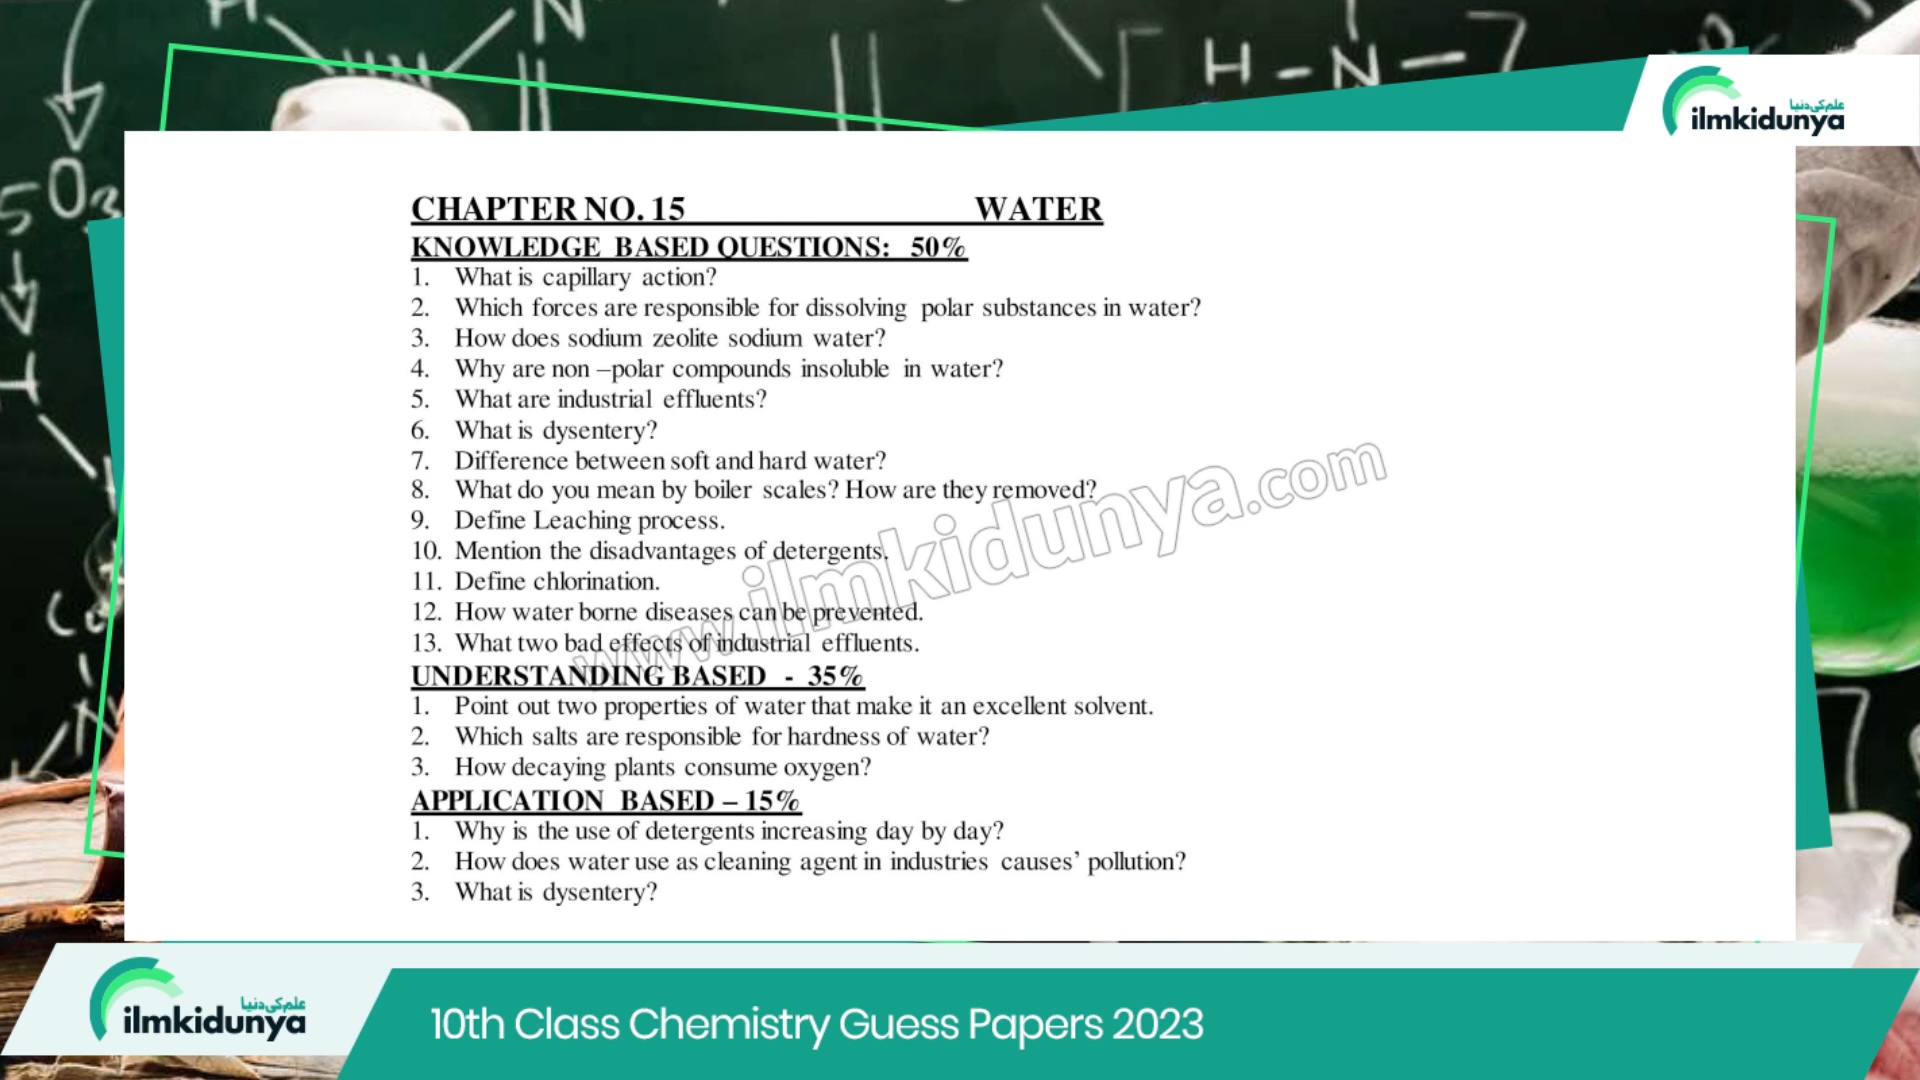 H N
H - N - 7
SO3
علم کی دنیا
ilmkidunya
CHAPTER NO. 15 WATER
KNOWLEDGE BASED QUESTIONS: 50%
1. What is capillary action?
2. Which forces are responsible for dissolving polar substances in water?
3. How does sodium zeolite sodium water?
4. Why are non –polar compounds insoluble in water?
5. What are industrial effluents?
6. What is dysentery?
7. Difference between soft and hard water?
8. What do you mean by boiler scales? How are they removed?
9. Define Leaching process.
10. Mention the disadvantages of detergents.
11. Define chlorination.
12. How water borne diseases can be prevented.
13. What two bad effects of industrial effluents.
www.ilmkidunya.com
UNDERSTANDING BASED - 35%
1. Point out two properties of water that make it an excellent solvent.
2. Which salts are responsible for hardness of water?
3. How decaying plants consume oxygen?
APPLICATION BASED – 15%
1. Why is the use of detergents increasing day by day?
2. How does water use as cleaning agent in industries causes’ pollution?
3. What is dysentery?
علم کی دنیا
ilmkidunya
10th Class Chemistry Guess Papers 2023